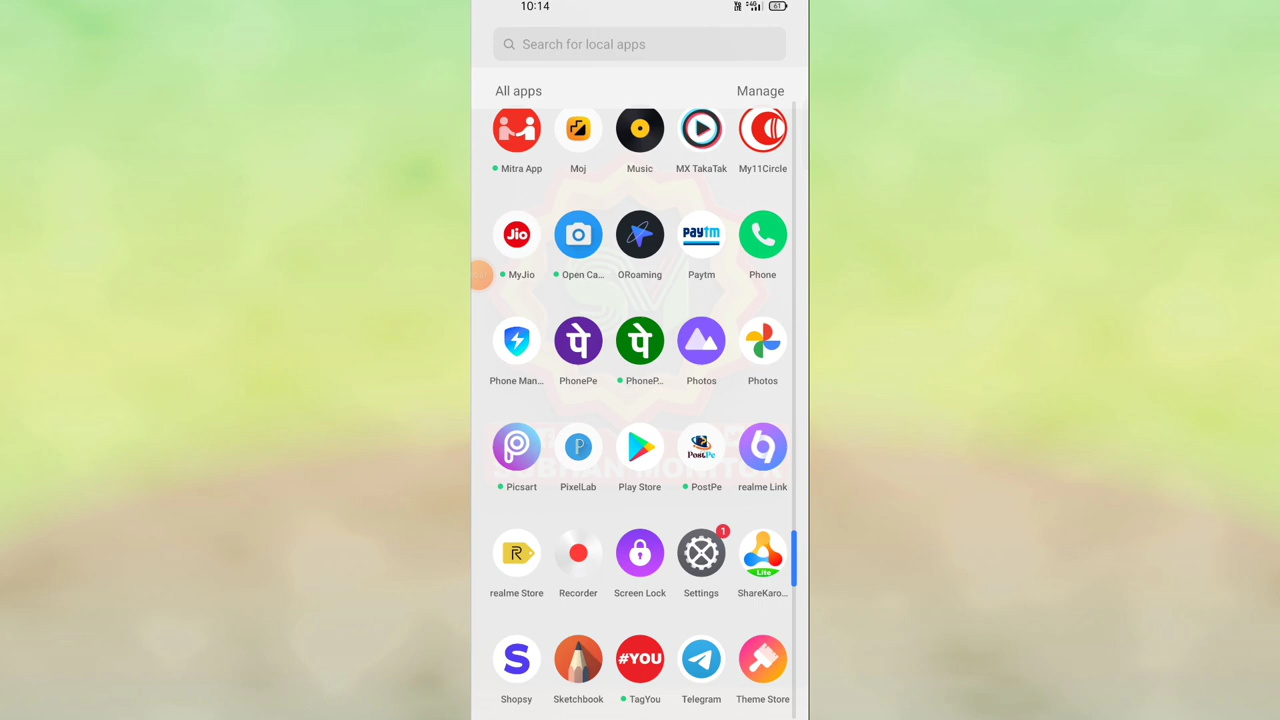 10:14
61
Search for local apps
All apps Manage
Mitra App Moj Music MX TakaTak My11Circle
Jio paytm
MyJio Open Ca... ORoaming Paytm Phone
पे पे
Phone Man... PhonePe PhoneP... Photos Photos
P PostPe
Picsart PixelLab Play Store PostPe realme Link
R 1 Lite
realme Store Recorder Screen Lock Settings ShareKaro...
S #YOU
Shopsy Sketchbook TagYou Telegram Theme Store